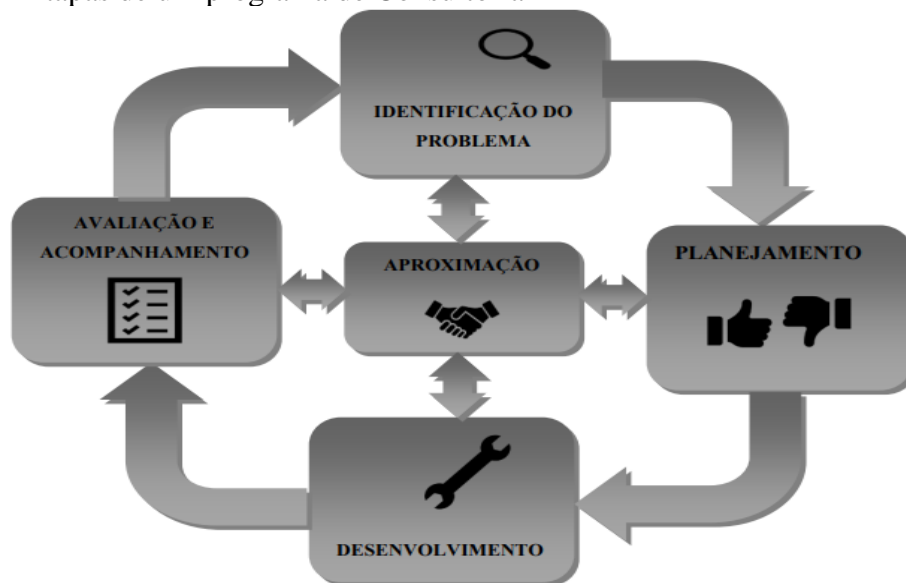 IDENTIFICAÇÃO DO
PROBLEMA
AVALIAÇÃO E
ACOMPANHAMENTO
APROXIMAÇÃO
PLANEJAMENTO
DESENVOLVIMENTO